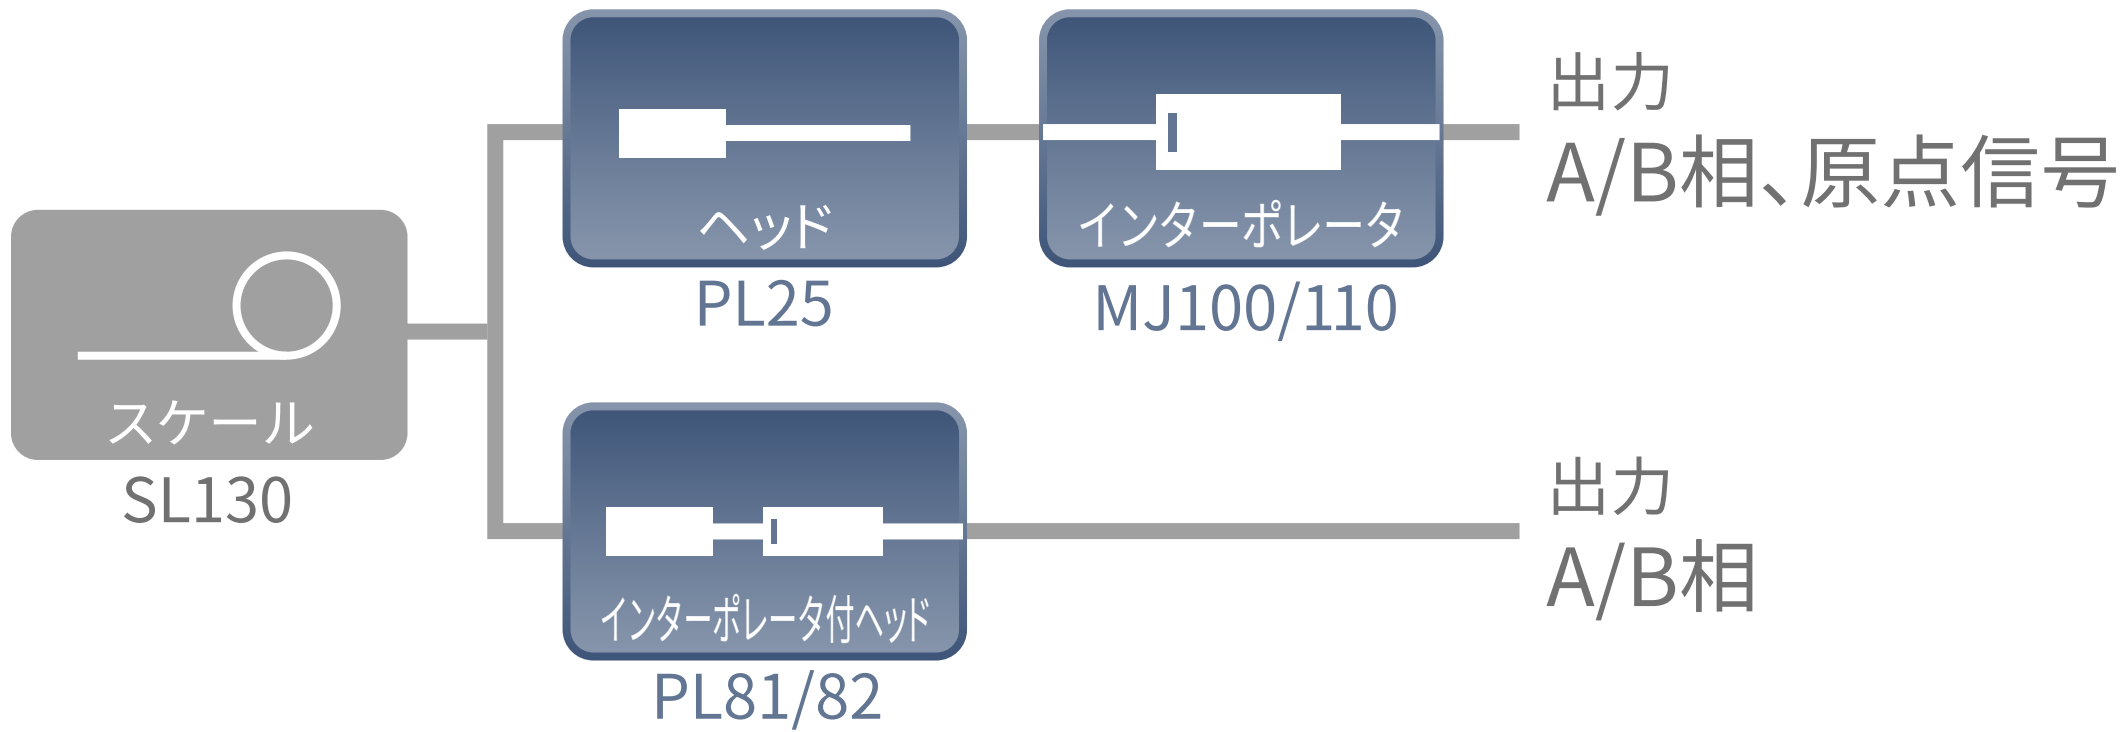 スケール
SL130
ヘッド
PL25
インターポレータ
MJ100/110
出力
A/B相、原点信号
インターポレータ付ヘッド
PL81/82
出力
A/B相